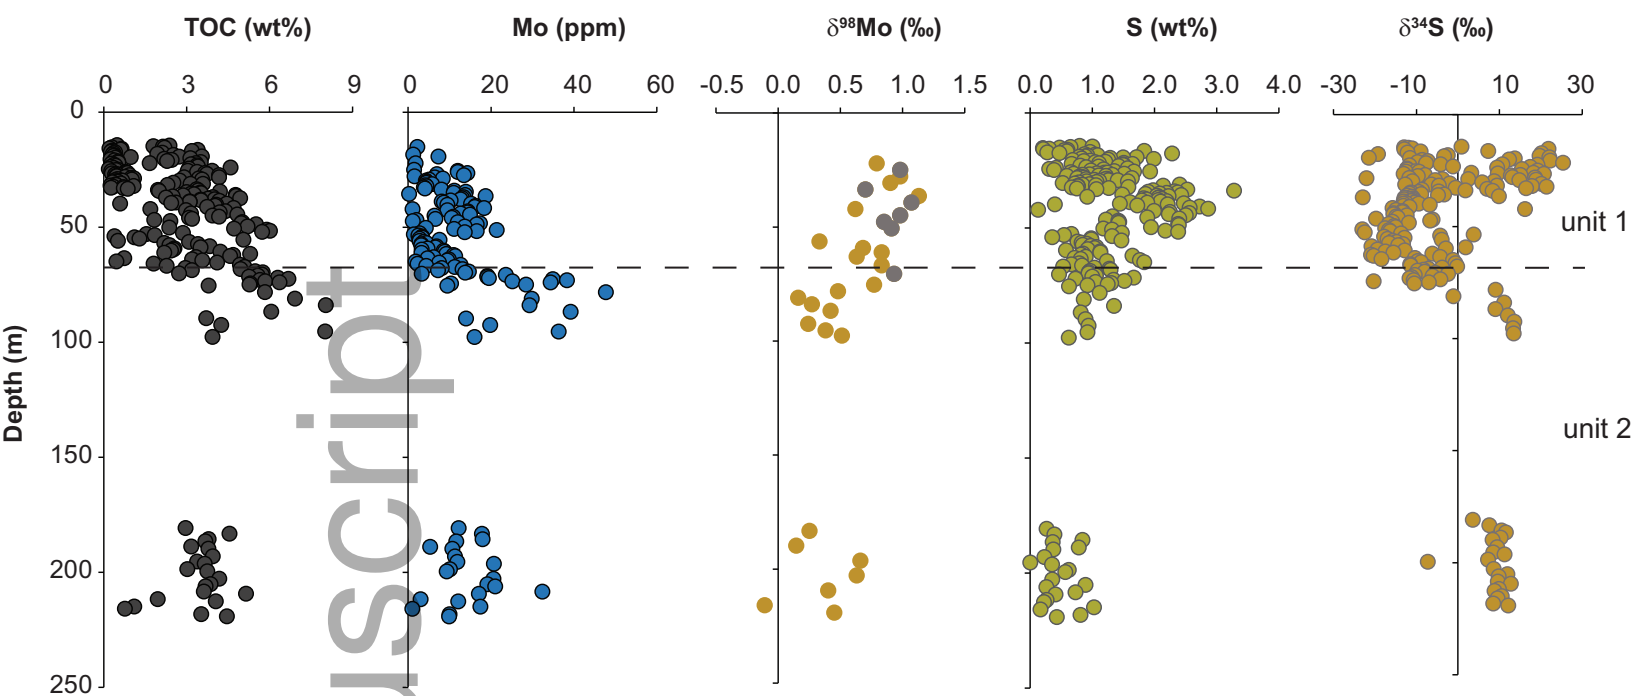 TOC (wt%) Mo (ppm) δ⁹⁸Mo (‰) S (wt%) δ³⁴S (‰)
0 3 6 9 0 20 40 60 -0.5 0.0 0.5 1.0 1.5 0.0 1.0 2.0 3.0 4.0 -30 -10 10 30
0
50
100
150
200
250
Depth (m)
unit 1
unit 2
uscript